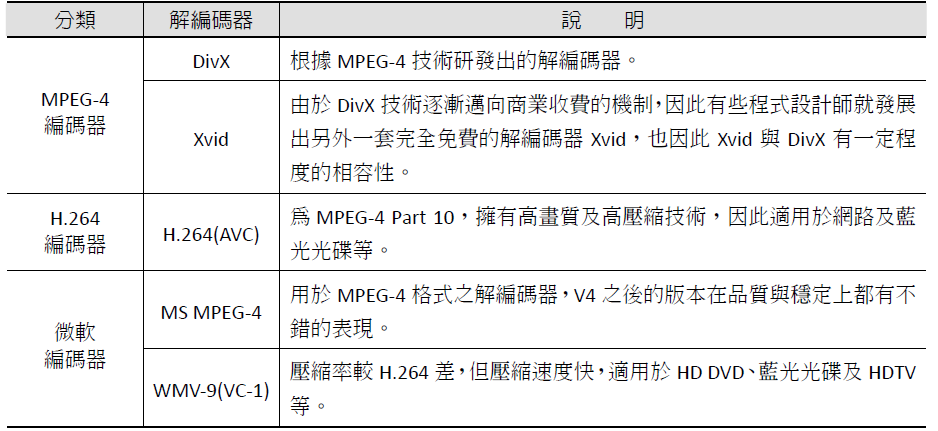 分類 解編碼器 說 明
MPEG-4
編碼器
DivX 根據 MPEG-4 技術研發出的解編碼器。
Xvid
由於 DivX 技術逐漸邁向商業收費的機制，因此有些程式設計師就發展
出另外一套完全免費的解編碼器 Xvid，也因此 Xvid 與 DivX 有一定程
度的相容性。
H.264
編碼器
H.264(AVC)
為 MPEG-4 Part 10，擁有高畫質及高壓縮技術，因此適用於網路及藍
光光碟等。
微軟
編碼器
MS MPEG-4
用於 MPEG-4 格式之解編碼器，V4 之後的版本在品質與穩定上都有不
錯的表現。
WMV-9(VC-1)
壓縮率較 H.264 差，但壓縮速度快，適用於 HD DVD、藍光光碟及 HDTV
等。